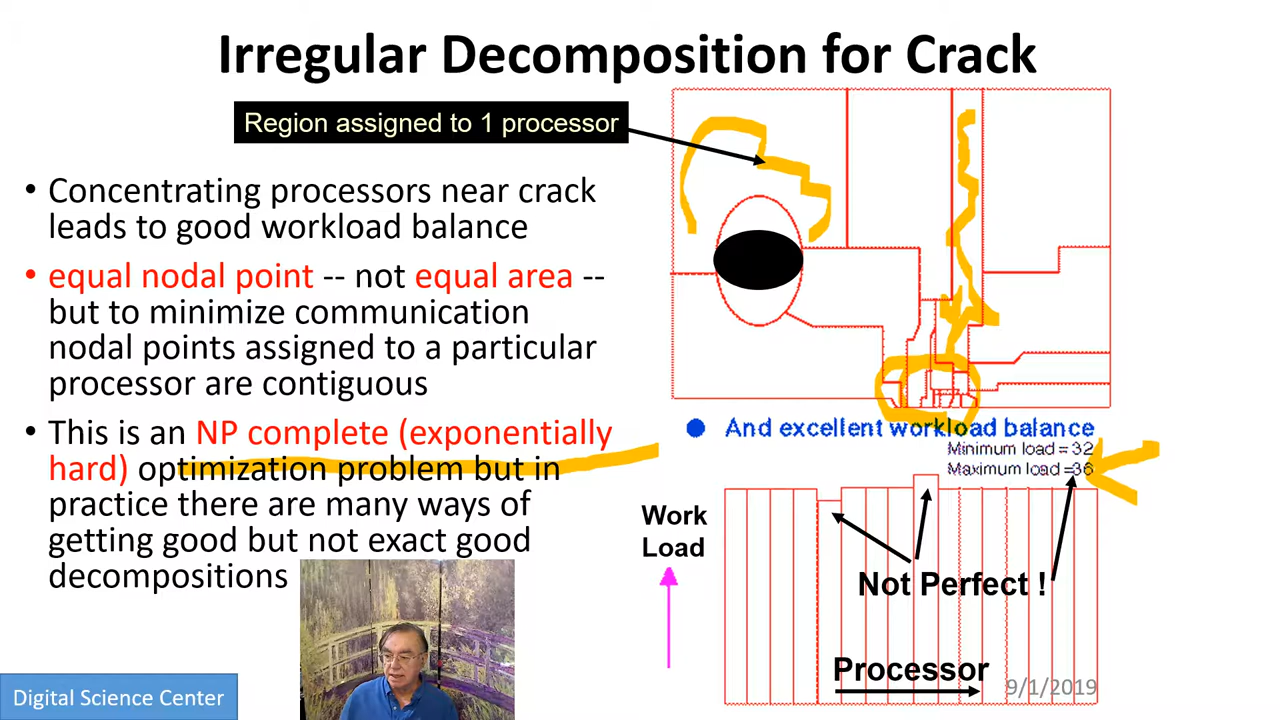 Irregular Decomposition for Crack
Region assigned to 1 processor
• Concentrating processors near crack
leads to good workload balance
• equal nodal point -- not equal area --
but to minimize communication
nodal points assigned to a particular
processor are contiguous
• This is an NP complete (exponentially
hard) optimization problem but in
practice there are many ways of
getting good but not exact good
decompositions
And excellent workload balance
Minimum load = 32
Maximum load =36
Work
Load
Not Perfect !
Processor
Digital Science Center
9/1/2019